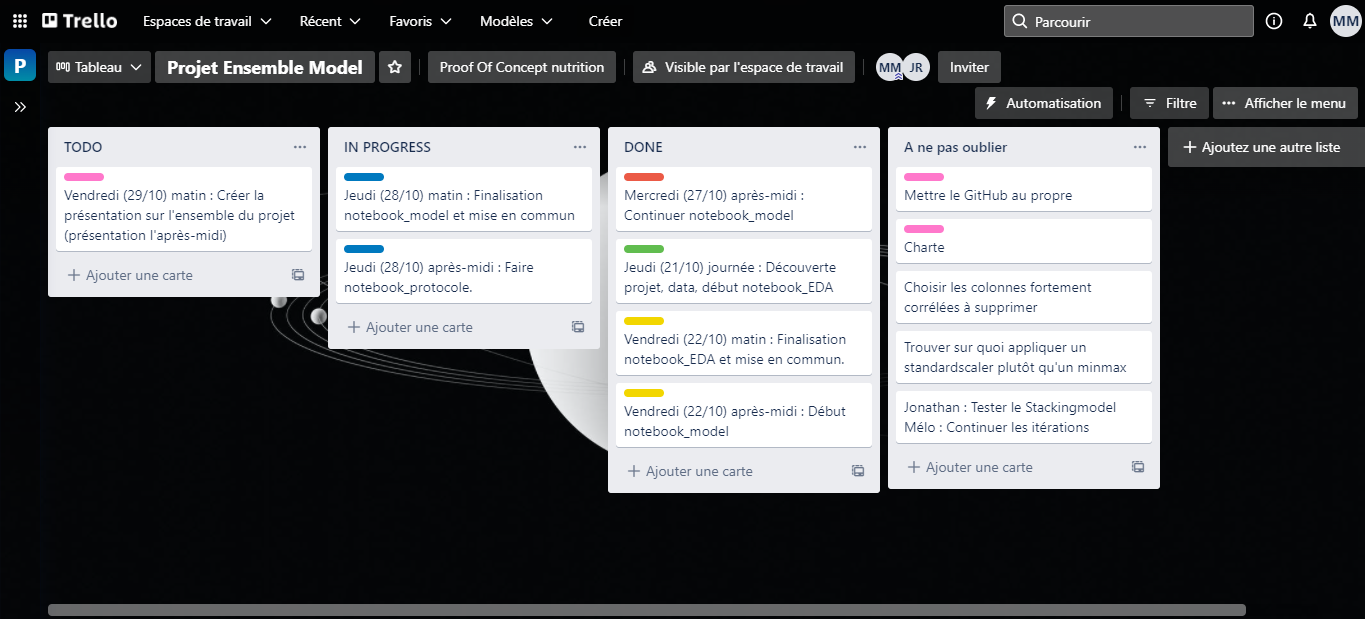 Trello
Espaces de travail
Récent
Favoris
Modèles
Créer
Parcourir
MM
P
Tableau
Projet Ensemble Model
Proof Of Concept nutrition
Visible par l'espace de travail
MM
JR
Inviter
Automatisation
Filtre
Afficher le menu
TODO
Vendredi (29/10) matin : Créer la
présentation sur l'ensemble du projet
(présentation l'après-midi)
Ajouter une carte
IN PROGRESS
Jeudi (28/10) matin : Finalisation
notebook_model et mise en commun
Jeudi (28/10) après-midi : Faire
notebook_protocole.
Ajouter une carte
DONE
Mercredi (27/10) après-midi :
Continuer notebook_model
Jeudi (21/10) journée : Découverte
projet, data, début notebook_EDA
Vendredi (22/10) matin : Finalisation
notebook_EDA et mise en commun.
Vendredi (22/10) après-midi : Début
notebook_model
Ajouter une carte
A ne pas oublier
Mettre le GitHub au propre
Charte
Choisir les colonnes fortement
corrélées à supprimer
Trouver sur quoi appliquer un
standardscaler plutôt qu'un minmax
Jonathan : Tester le Stackingmodel
Mélo : Continuer les itérations
Ajouter une carte
Ajoutez une autre liste